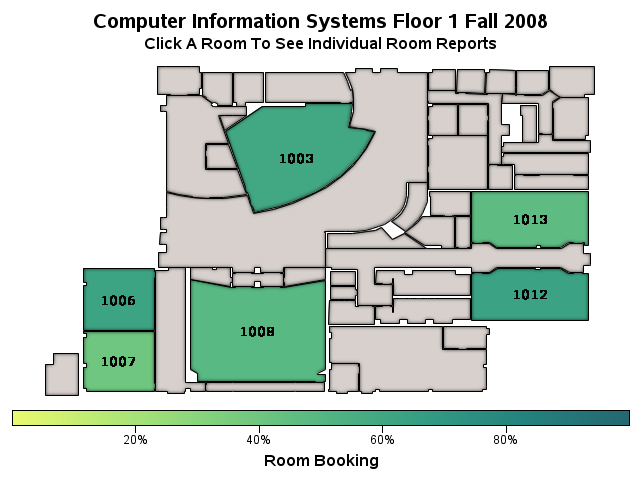 Computer Information Systems Floor 1 Fall 2008
Click A Room To See Individual Room Reports
1003
1013
1006
1012
1008
1007
20% 40% 60% 80%
Room Booking